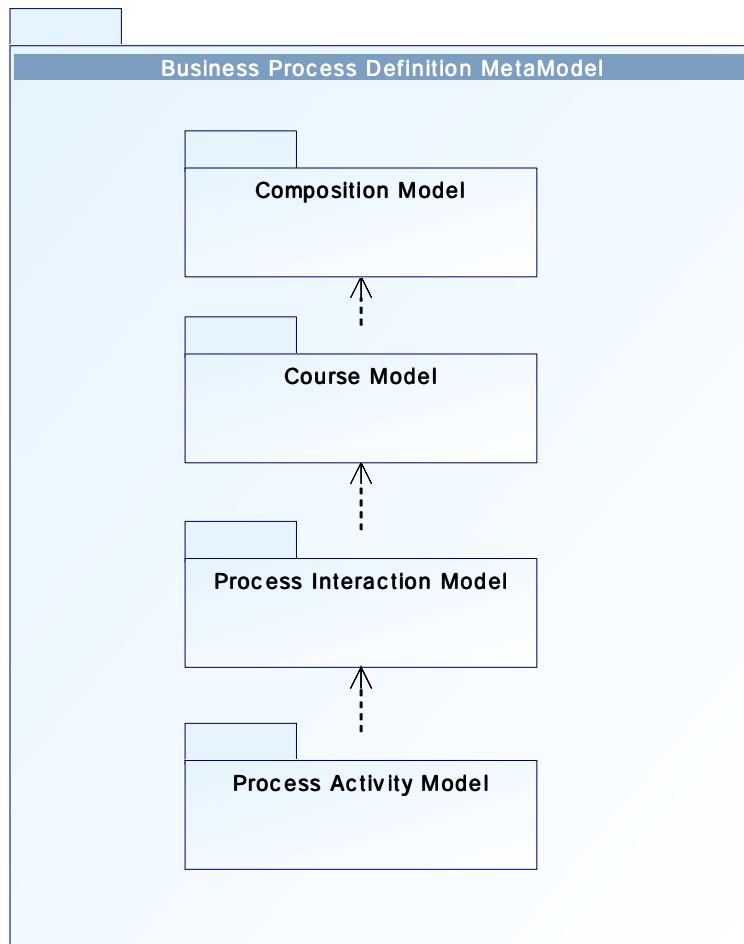 Business Process Definition MetaModel
Composition Model
Course Model
Process Interaction Model
Process Activity Model